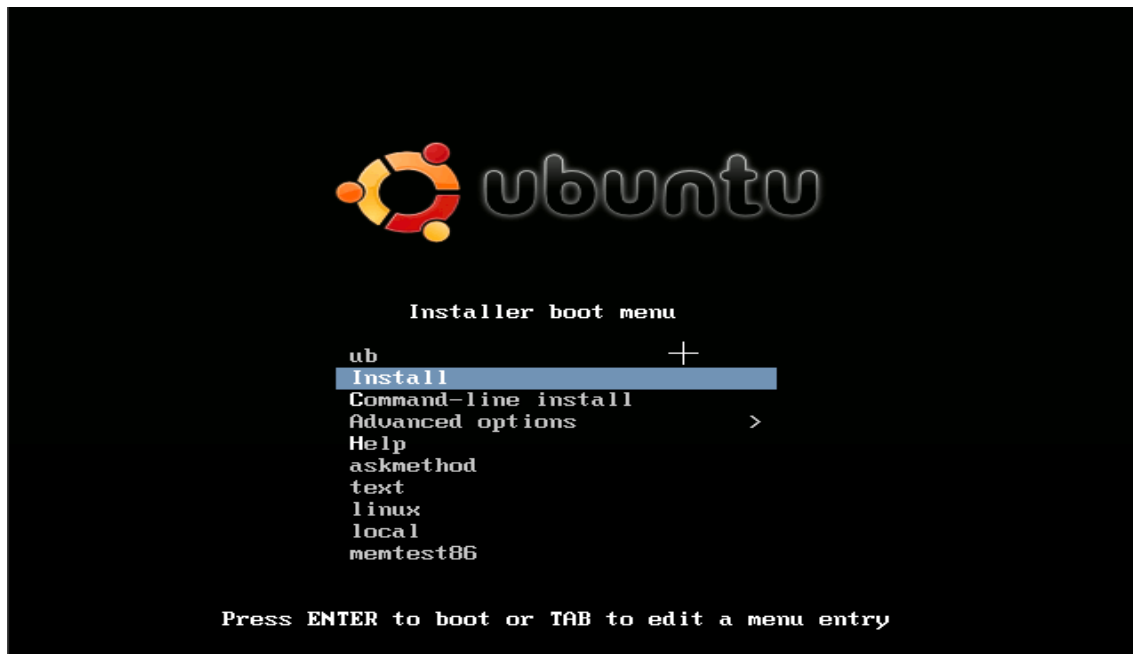 ubuntu
Installer boot menu
ub
Install
Command-line install
Advanced options >
Help
askmethod
text
linux
local
memtest86
Press ENTER to boot or TAB to edit a menu entry